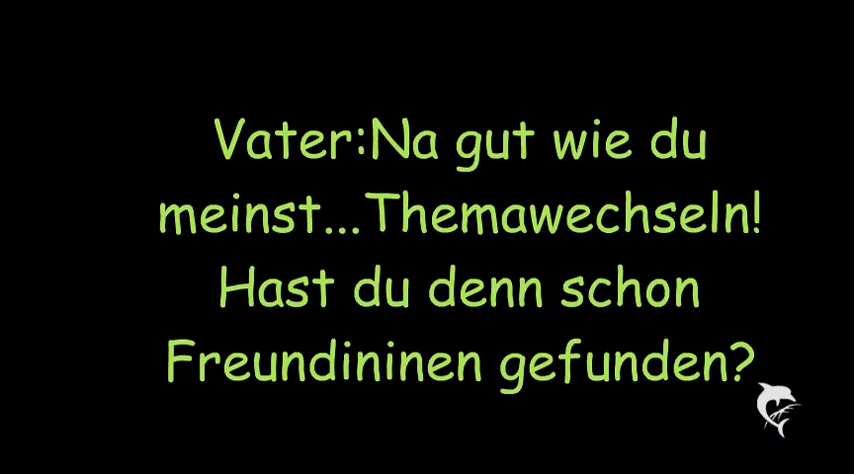 Vater:Na gut wie du
meinst...Themawechseln!
Hast du denn schon
Freundininen gefunden?